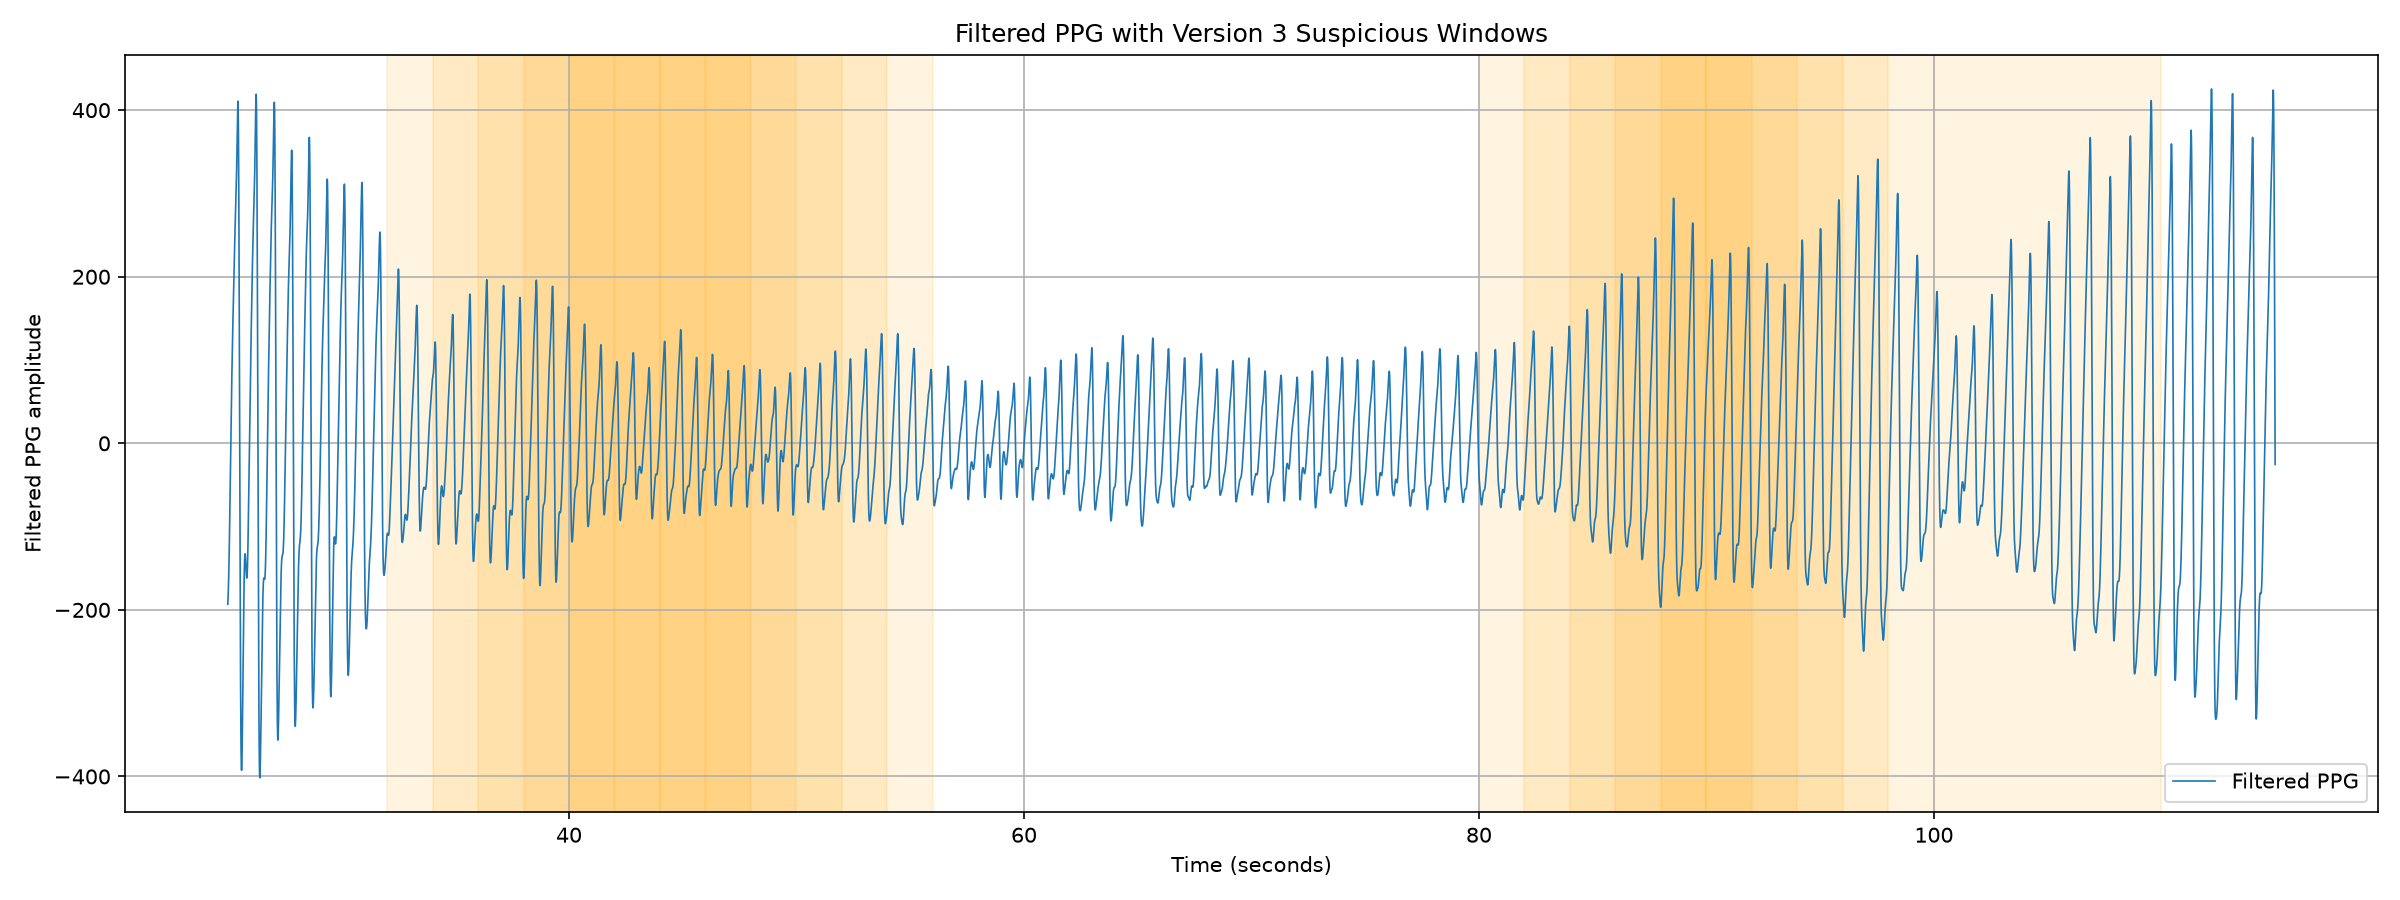 Filtered PPG with Version 3 Suspicious Windows
400
200
0
−200
−400
Filtered PPG amplitude
40
60
80
100
Time (seconds)
Filtered PPG